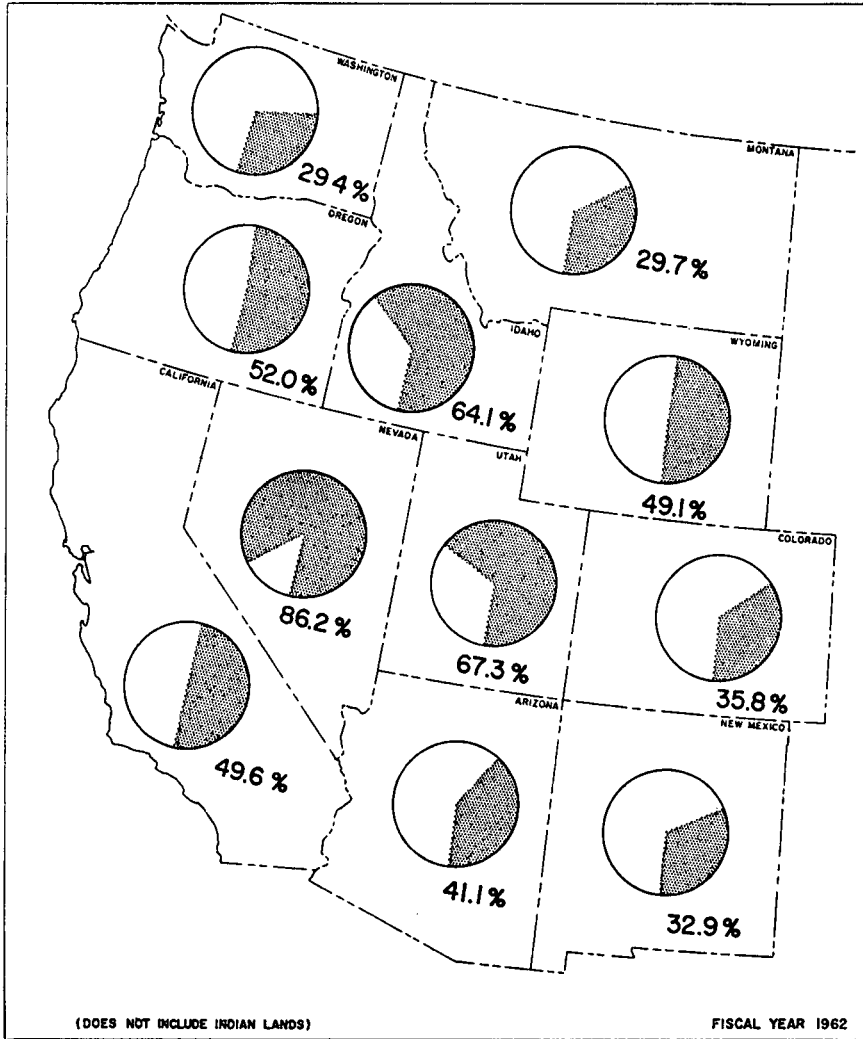 WASHINGTON
29.4%
MONTANA
29.7%
OREGON
52.0%
IDAHO
64.1%
WYOMING
49.1%
CALIFORNIA
49.6%
NEVADA
86.2%
UTAH
67.3%
COLORADO
35.8%
ARIZONA
41.1%
NEW MEXICO
32.9%
(DOES NOT INCLUDE INDIAN LANDS)
FISCAL YEAR 1962